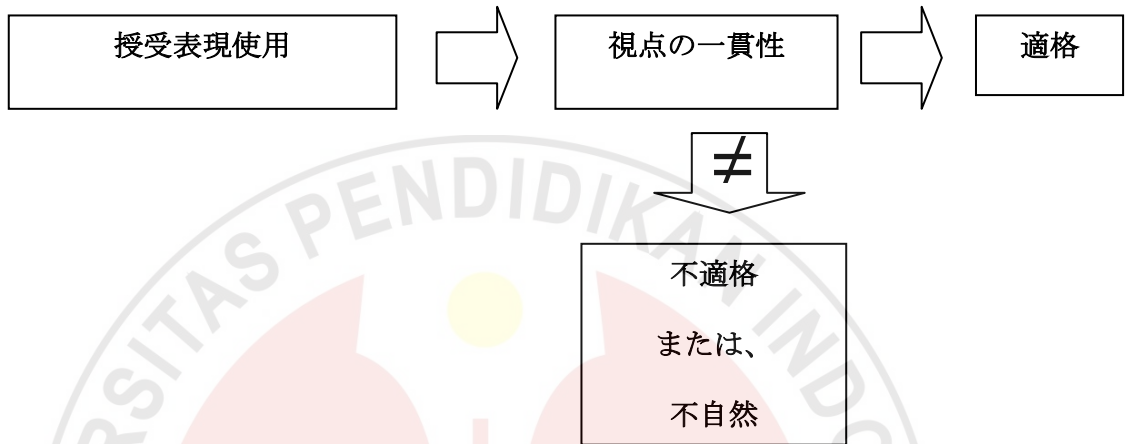 授受表現使用
視点の一貫性
適格
≠
不適格
または、
不自然